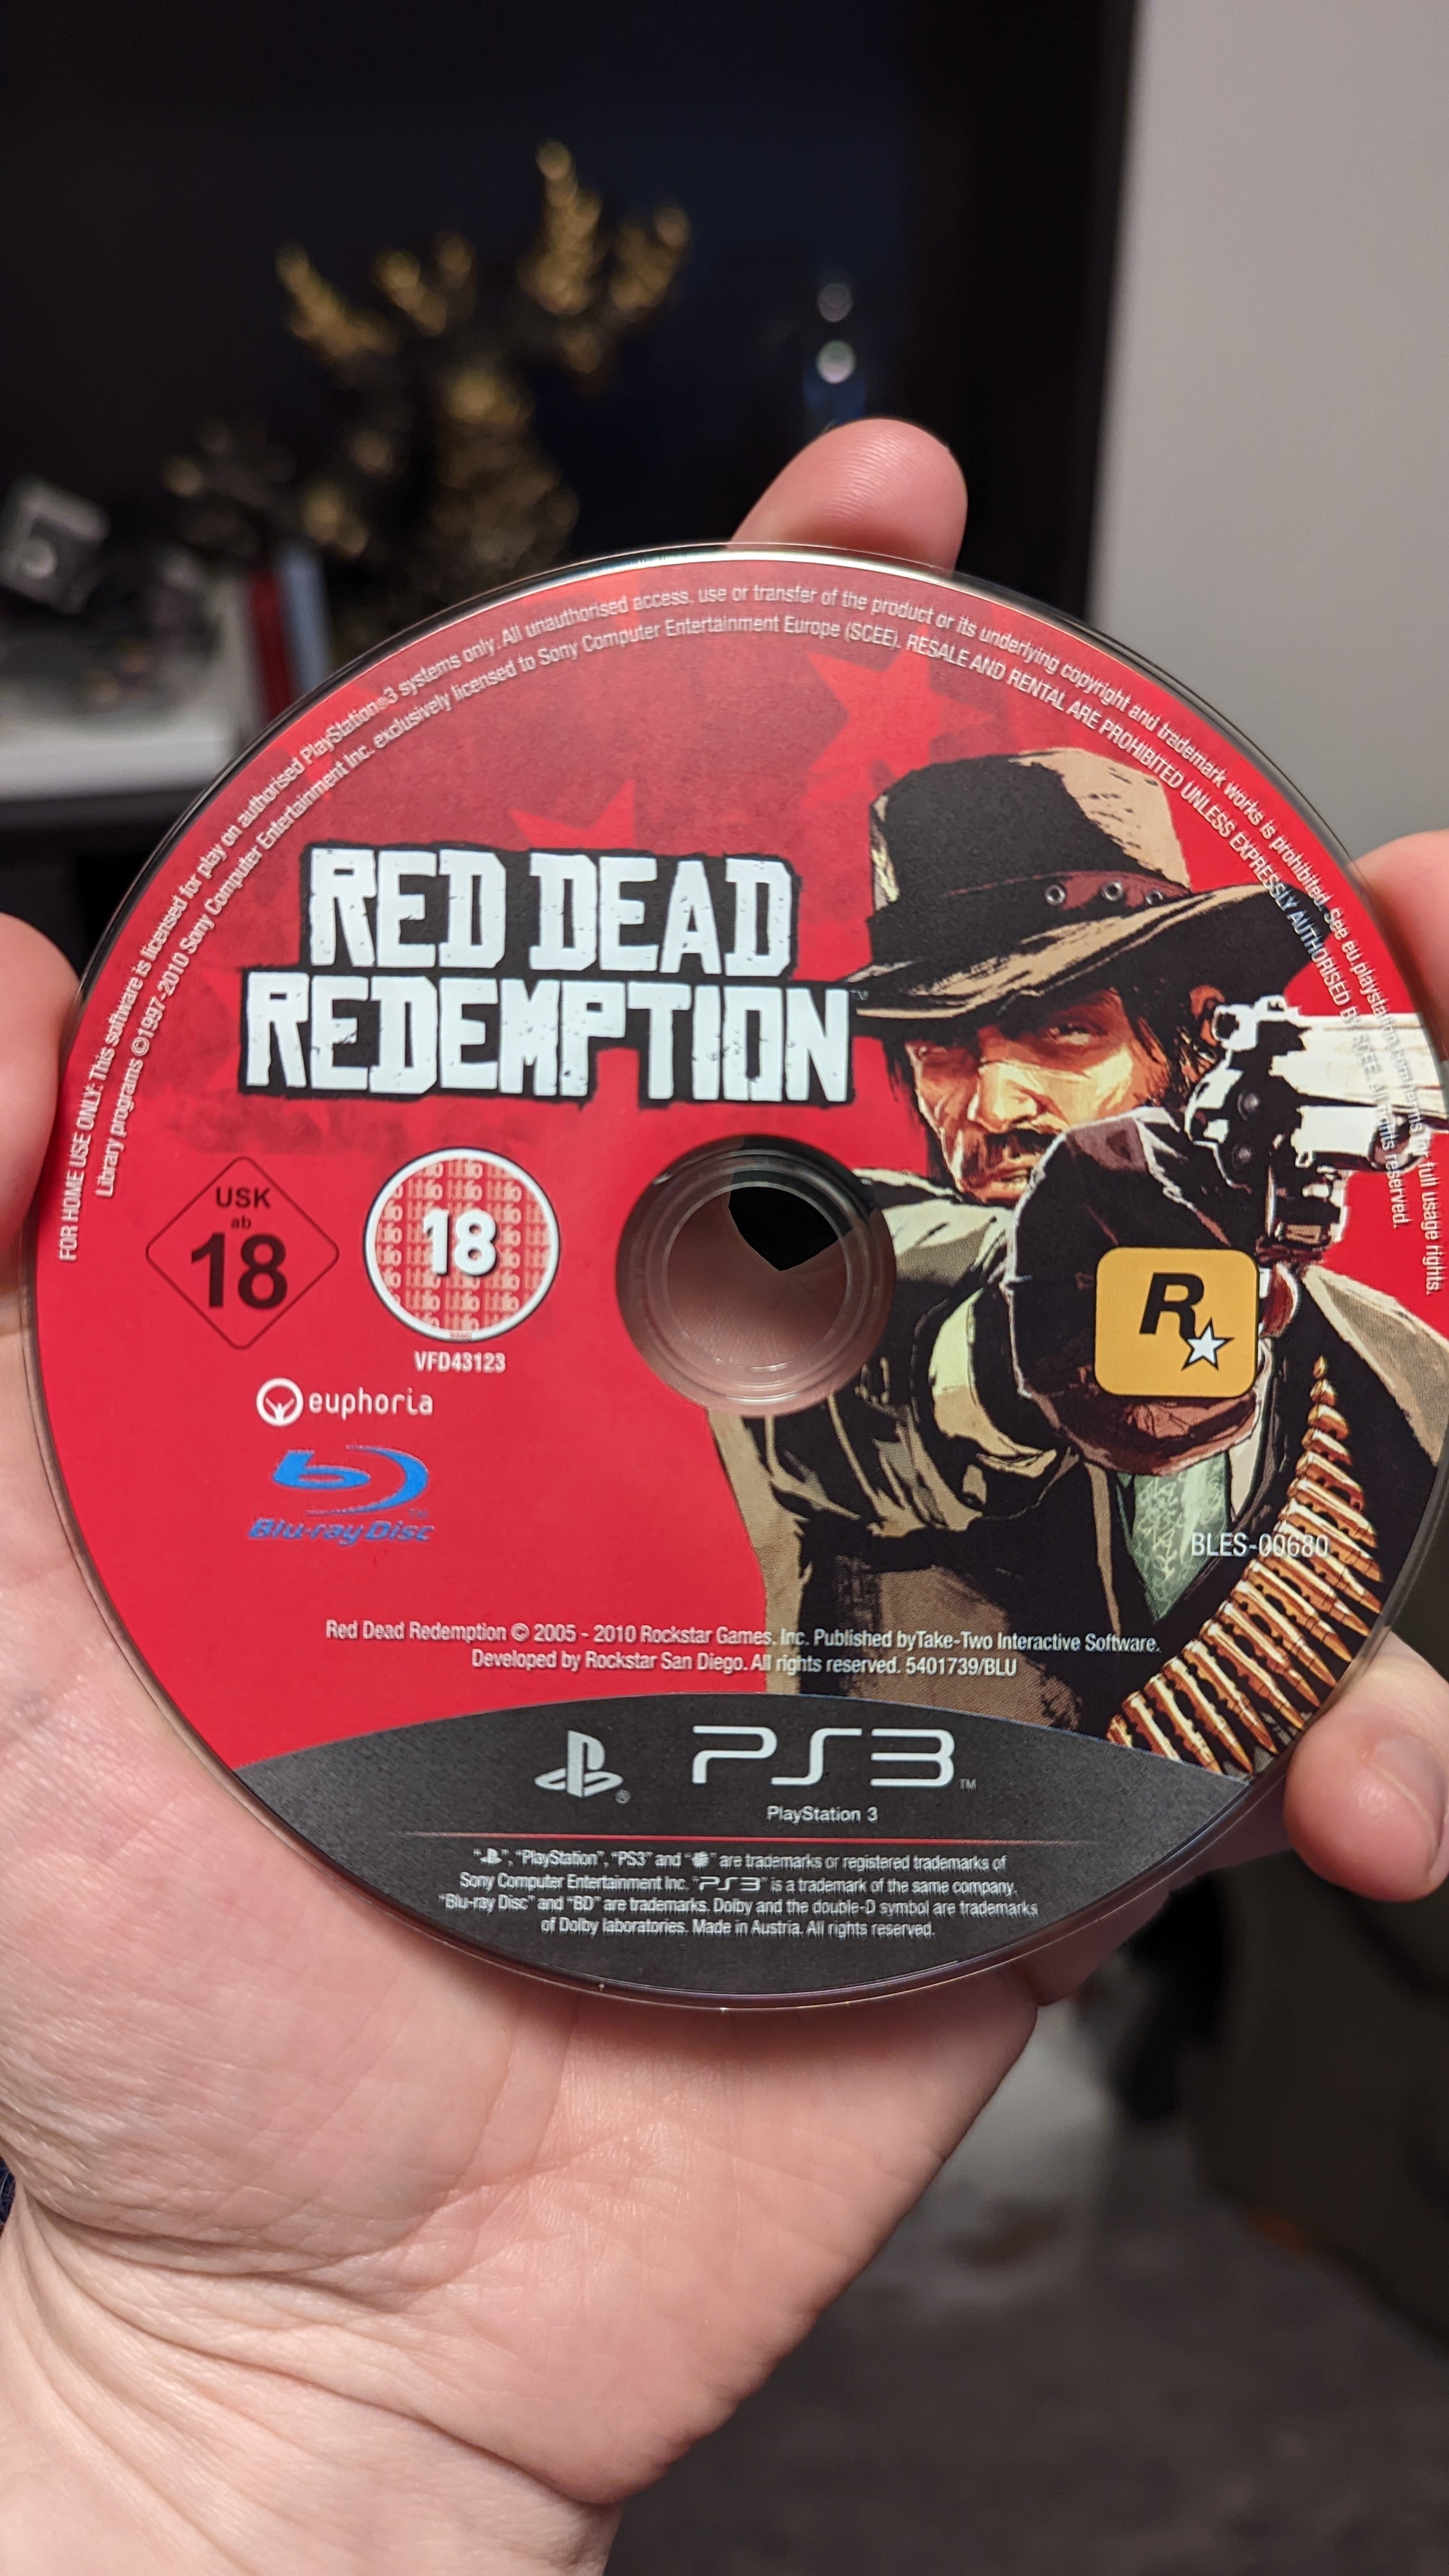 FOR HOME USE ONLY: This software is licensed for play on authorised PlayStation®3 systems only. All unauthorised access, use or transfer of the product or its underlying copyright and trademark works is prohibited. See eu.playstation.com/terms for full usage rights.
Library programs ©1997-2010 Sony Computer Entertainment Inc. exclusively licensed to Sony Computer Entertainment Europe (SCEE). RESALE AND RENTAL ARE PROHIBITED UNLESS EXPRESSLY AUTHORISED BY SCEE. All rights reserved.
RED DEAD
REDEMPTION™
USK
ab
18
18
VFD43123
euphoria
Blu-ray Disc™
R
BLES-00680
Red Dead Redemption © 2005 - 2010 Rockstar Games, Inc. Published by Take-Two Interactive Software.
Developed by Rockstar San Diego. All rights reserved. 5401739/BLU
PS3™
PlayStation 3
"PS", "PlayStation", "PS3" and " " are trademarks or registered trademarks of
Sony Computer Entertainment Inc. "PS3" is a trademark of the same company.
"Blu-ray Disc" and "BD" are trademarks. Dolby and the double-D symbol are trademarks
of Dolby laboratories. Made in Austria. All rights reserved.